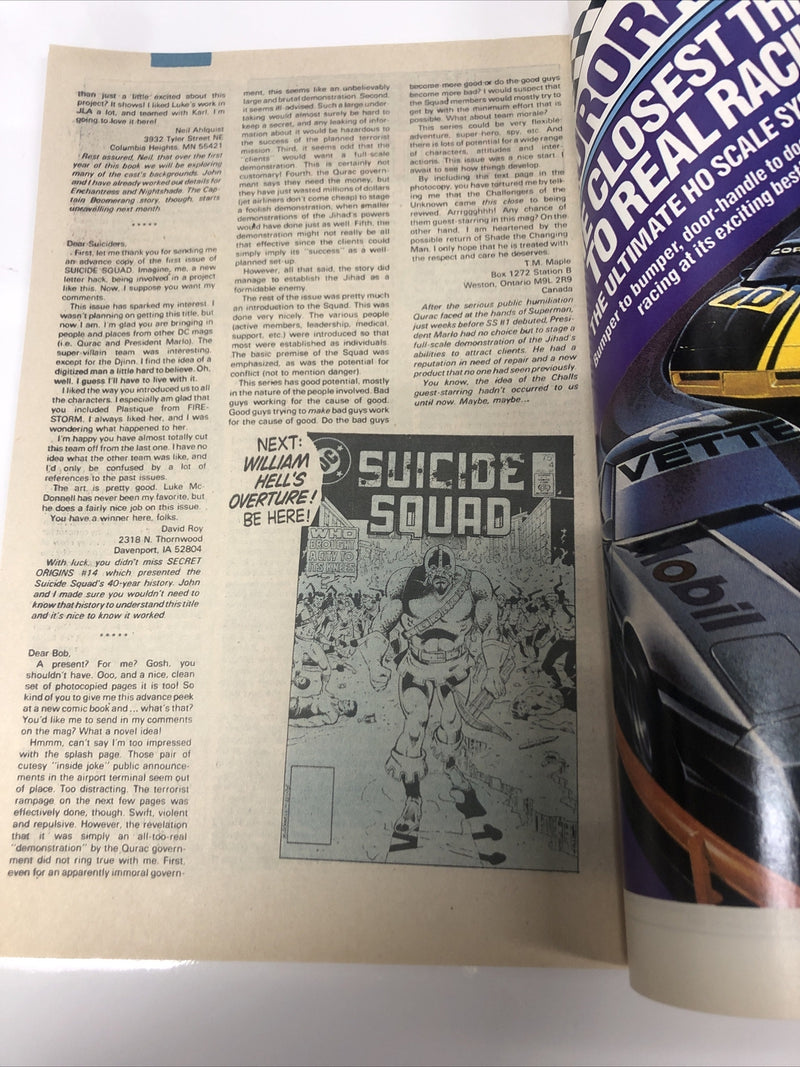 than just a little excited about this
project? It shows! I liked Luke's work in
JLA a lot, and teamed with Karl, I'm
going to love it here!
Neil Ahlquist
3932 Tyler Street NE
Columbia Heights, MN 56421
Rest assured, Neil, that over the first
year of this book we will be exploring
many of the cast's backgrounds. John
and I have already worked our details for
Enchantress and Nightshade. The Cap-
tain Boomerang story, though, starts
unravelling next month.
*****
Dear Suiciders,
First, let me thank you for sending me
an advance copy of the first issue of
SUICIDE SQUAD. Imagine, me, a new
letter hack, being involved in a project
like this. Now, I suppose you want my
comments.
This issue has sparked my interest. I
wasn't planning on getting this title, but
now I am. I'm glad you are bringing in
people and places from other DC mags
(i.e. Qurac and President Marlo). The
super-villain team was interesting,
except for the Djinn. I find the idea of a
digitized man a little hard to believe. Oh,
well. I guess I'll have to live with it.
I liked the way you introduced us to all
the characters. I especially am glad that
you included Plastique from FIRE-
STORM. I always liked her, and I was
wondering what happened to her.
I'm happy you have almost totally cut
this team off from the last one. I have no
idea what the other team was like, and
I'd only be confused by a lot of
references to the past issues.
The art is pretty good. Luke Mc-
Donnell has never been my favorite, but
he does a fairly nice job on this issue.
You have a winner here, folks.
David Roy
2318 N. Thornwood
Davenport, IA 52804
With luck, you didn't miss SECRET
ORIGINS #14 which presented the
Suicide Squad's 40-year history. John
and I made sure you wouldn't need to
know that history to understand this title
and it's nice to know it worked.
*****
Dear Bob,
A present? For me? Gosh, you
shouldn't have. Ooo, and a nice, clean
set of photocopied pages it is too! So
kind of you to give me this advance peek
at a new comic book and ... what's that?
You'd like me to send in my comments
on the mag? What a novel idea!
Hmmm, can't say I'm too impressed
with the splash page. Those pair of
cutesy "inside joke" public announce-
ments in the airport terminal seem out
of place. Too distracting. The terrorist
rampage on the next few pages was
effectively done, though. Swift, violent
and repulsive. However, the revelation
that it was simply an all-too-real
"demonstration" by the Qurac govern-
ment did not ring true with me. First,
even for an apparently immoral govern-
ment, this seems like an unbelievably
large and brutal demonstration. Second,
it seems ill-advised. Such a large under-
taking would almost surely be hard to
keep a secret, and any leaking of infor-
mation about it would be hazardous to
the success of the planned terrorist
mission. Third, it seems odd that the
"clients" would want a full-scale
demonstration. This is certainly not
customary! Fourth, the Qurac govern-
ment says they need the money, but
they have just wasted millions of dollars
(jet airliners don't come cheap) to stage
a foolish demonstration, when smaller
demonstrations of the Jihad's powers
would have done just as well. Fifth, the
demonstration might not really be all
that effective since the clients could
simply imply its "success" as a well-
planned set-up.
However, all that said, the story did
manage to establish the Jihad as a
formidable enemy.
The rest of the issue was pretty much
an introduction to the Squad. This was
done very nicely. The various people
(active members, leadership, medical,
support, etc.) were introduced so that
most were established as individuals.
The basic premise of the Squad was
emphasized, as was the potential for
conflict (not to mention danger).
This series has good potential, mostly
in the nature of the people involved. Bad
guys working for the cause of good.
Good guys trying to make bad guys work
for the cause of good. Do the bad guys
become more good or do the good guys
become more bad? I would suspect that
the Squad members would mostly try to
get by with the minimum effort that is
possible. What about team morale?
This series could be very flexible:
adventure, super-hero, spy, etc. And
there is lots of potential for a wide range
of characters, attitudes and inter-
actions. This issue was a nice start. I
await to see how things develop.
By including the text page in the
photocopy, you have tortured me by tell-
ing me that the Challengers of the
Unknown came this close to being
revived. Arrrggghhh! Any chance of
them guest-starring in this mag? On the
other hand, I am heartened by the
possible return of Shade the Changing
Man. I only hope that he is treated with
the respect and care he deserves.
T.M. Maple
Box 1272 Station B
Weston, Ontario M9L 2R9
Canada
After the serious public humiliation
Qurac faced at the hands of Superman,
just weeks before SS #1 debuted, Presi-
dent Marlo had no choice but to stage a
full-scale demonstration of the Jihad's
abilities to attract clients. He had a
reputation in need of repair and a new
product that no one had seen previously.
You know, the idea of the Challs
guest-starring hadn't occurred to us
until now. Maybe, maybe...
NEXT:
WILLIAM
HELL'S
OVERTURE!
BE HERE!
DC
75¢
4
SUICIDE
SQUAD
WHO
BROUGHT
A CITY TO
ITS KNEES
CLOSEST TH
TO REAL RACI
THE ULTIMATE HO SCALE SY
Bumper to bumper, door-handle to do
racing at its exciting best
VETTE
Mobil